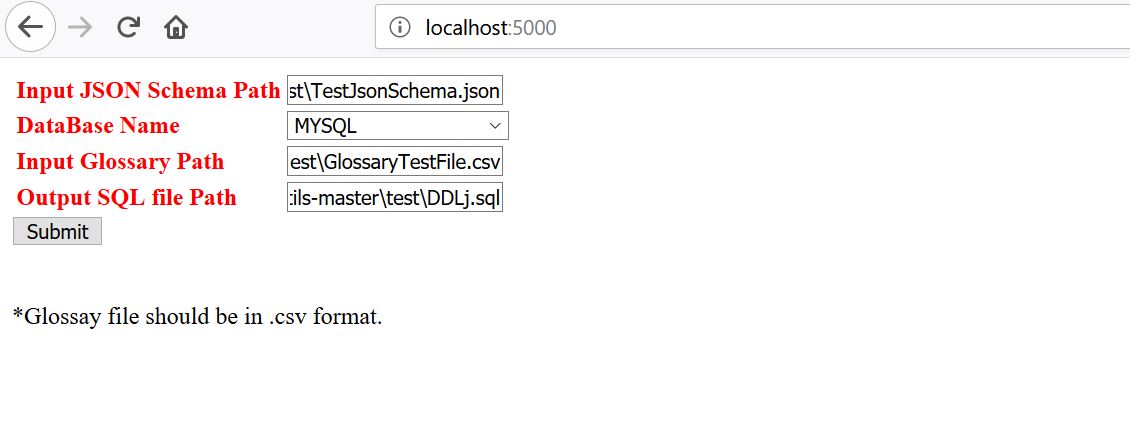 localhost:5000
Input JSON Schema Path st\TestJsonSchema.json
DataBase Name MYSQL
Input Glossary Path est\GlossaryTestFile.csv
Output SQL file Path tils-master\test\DDLj.sql
Submit
*Glossay file should be in .csv format.